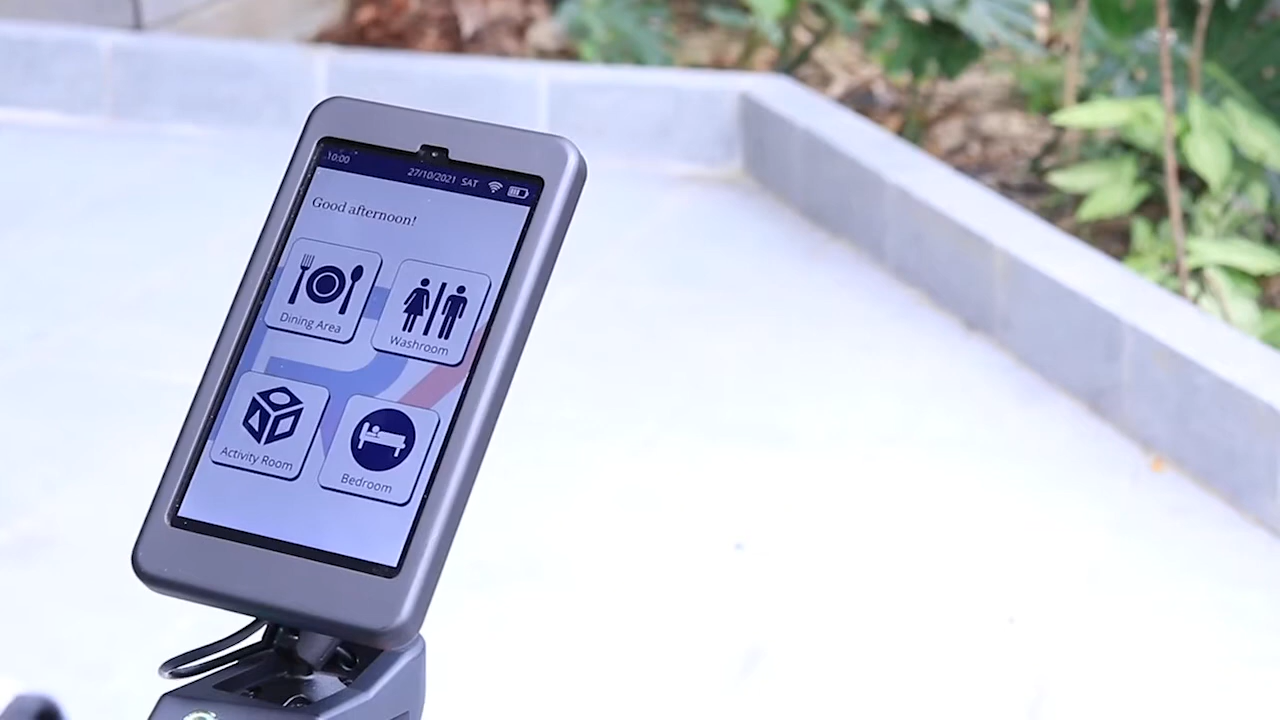 10:00
27/10/2021 SAT
Good afternoon!
Dining Area
Washroom
Activity Room
Bedroom